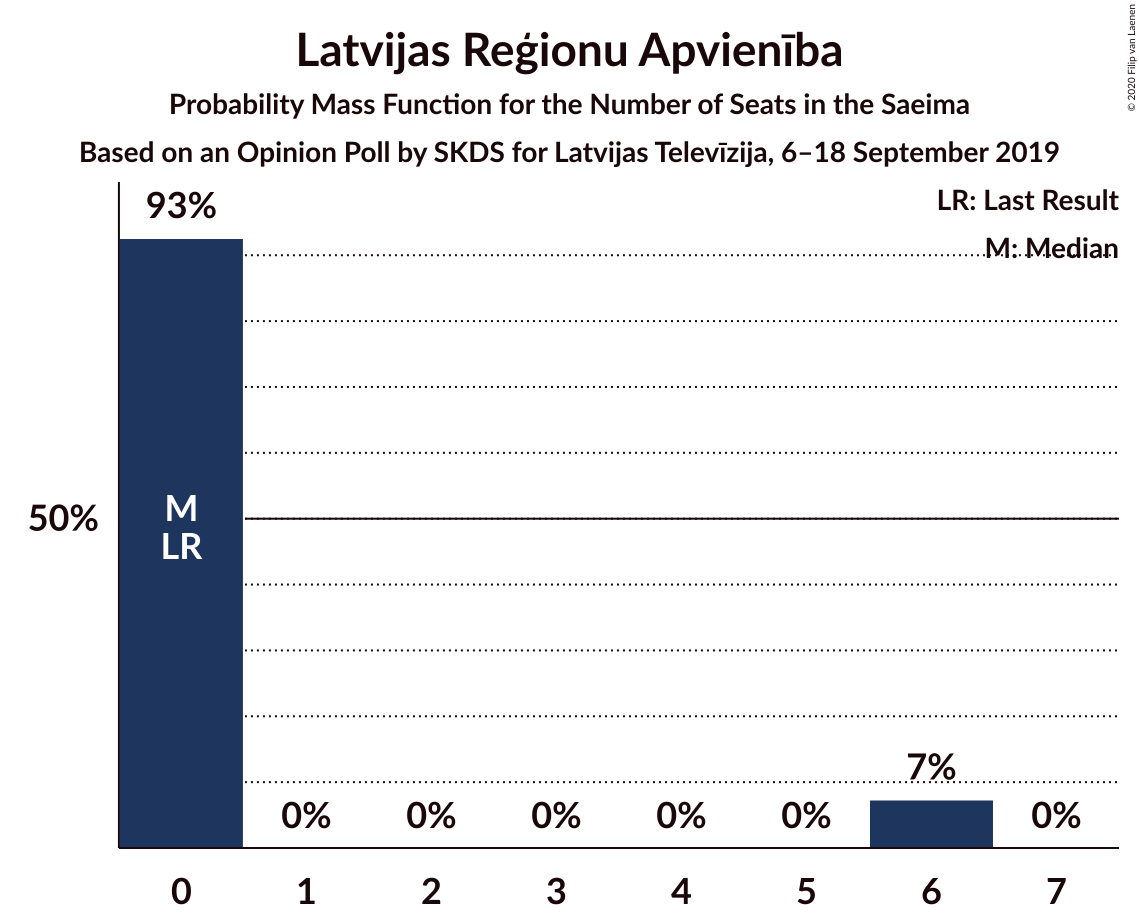 Latvijas Reģionu Apvienība
Probability Mass Function for the Number of Seats in the Saeima
Based on an Opinion Poll by SKDS for Latvijas Televīzija, 6–18 September 2019
© 2020 Filip van Laenen
LR: Last Result
M: Median
93%
50%
M
LR
0% 0% 0% 0% 0% 7% 0%
0 1 2 3 4 5 6 7